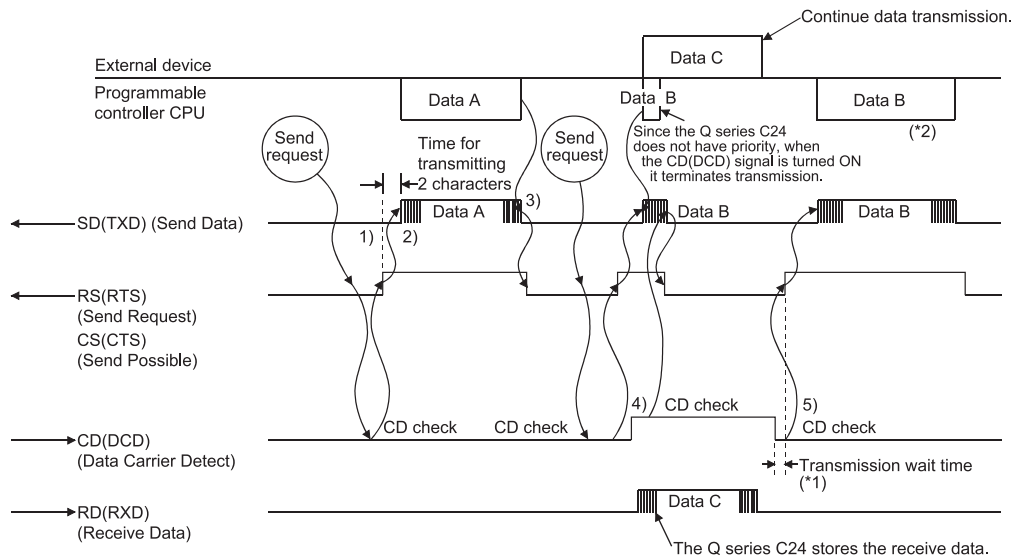 Continue data transmission.
Data C
External device
Programmable
controller CPU
Data A
Data B
Data B
(*2)
Since the Q series C24
does not have priority, when
the CD(DCD) signal is turned ON
it terminates transmission.
Send
request
Time for
transmitting
2 characters
Send
request
SD(TXD) (Send Data)
1)
2)
Data A
3)
Data B
Data B
RS(RTS)
(Send Request)
CS(CTS)
(Send Possible)
4)
CD check
5)
CD(DCD)
(Data Carrier Detect)
CD check
CD check
CD check
Transmission wait time
(*1)
RD(RXD)
(Receive Data)
Data C
The Q series C24 stores the receive data.